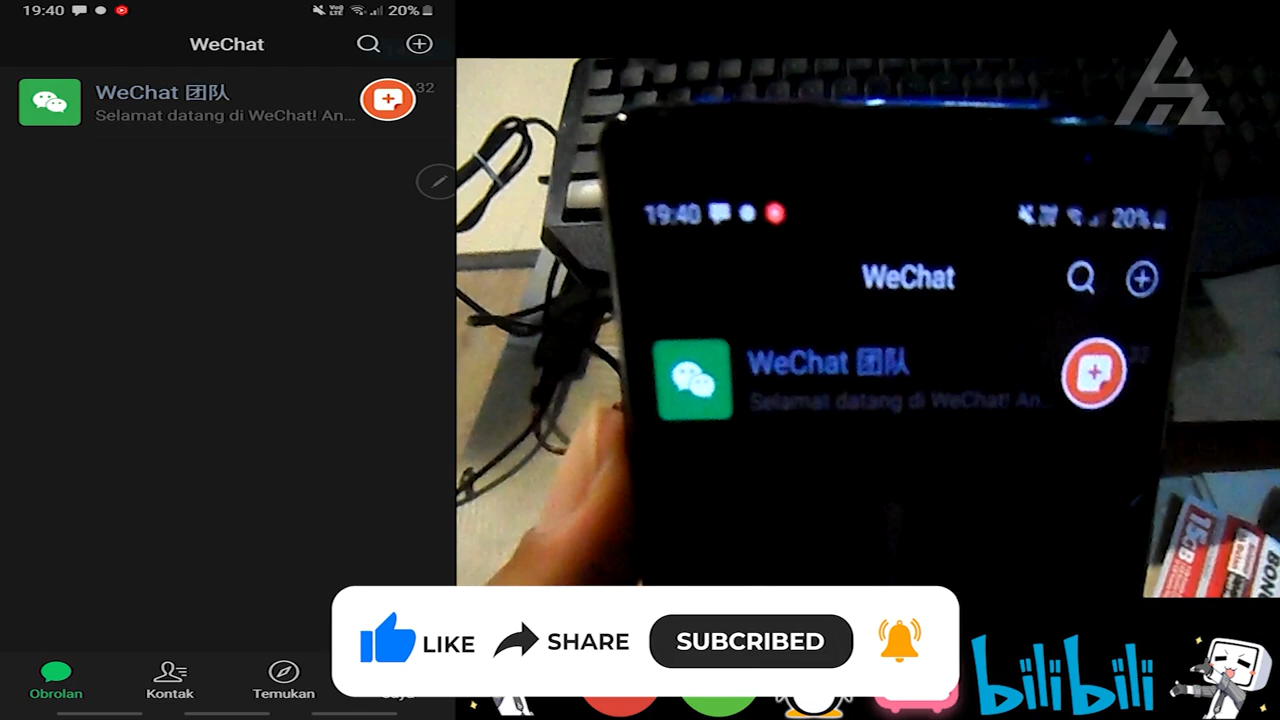 19:40
20%
WeChat
WeChat 团队
32
Selamat datang di WeChat! An...
Obrolan
Kontak
Temukan
19:40
20%
WeChat
WeChat 团队
Selamat datang di WeChat! An...
15GB
LIKE
SHARE
SUBCRIBED
bilibili